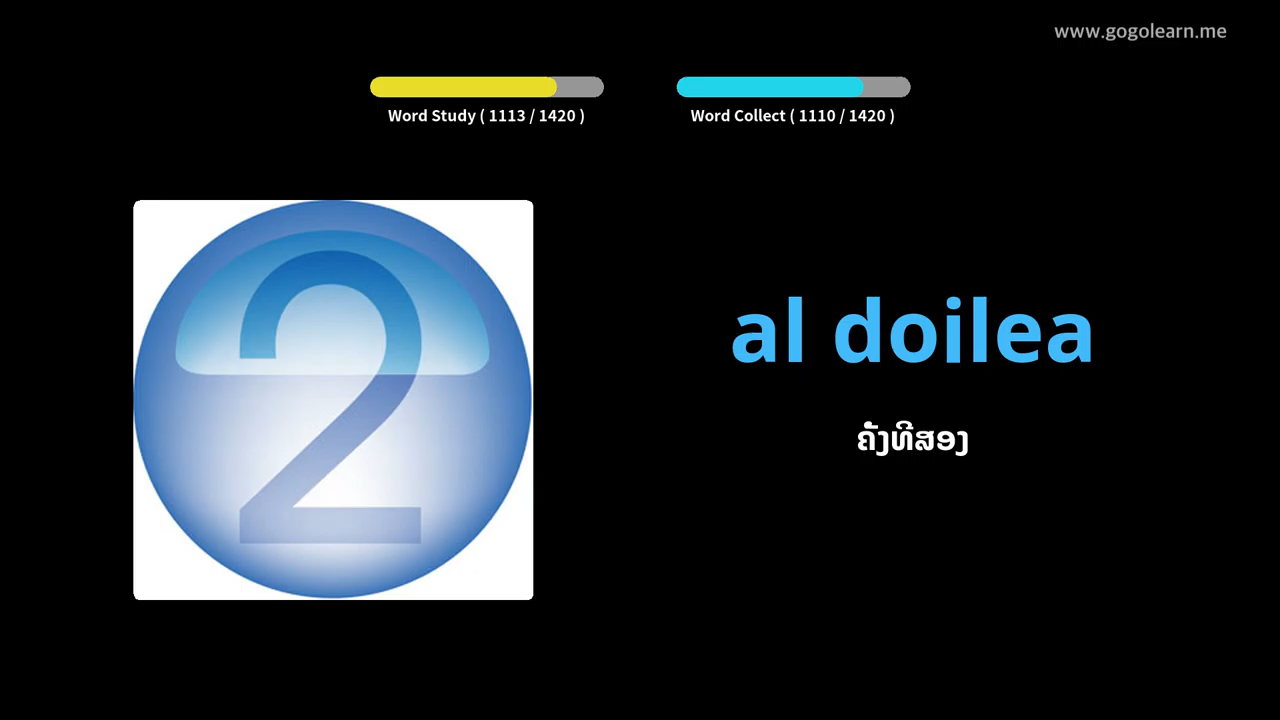 www.gogolearn.me
Word Study ( 1113 / 1420 )
Word Collect ( 1110 / 1420 )
2
al doilea
ຄັ້ງທີສອງ